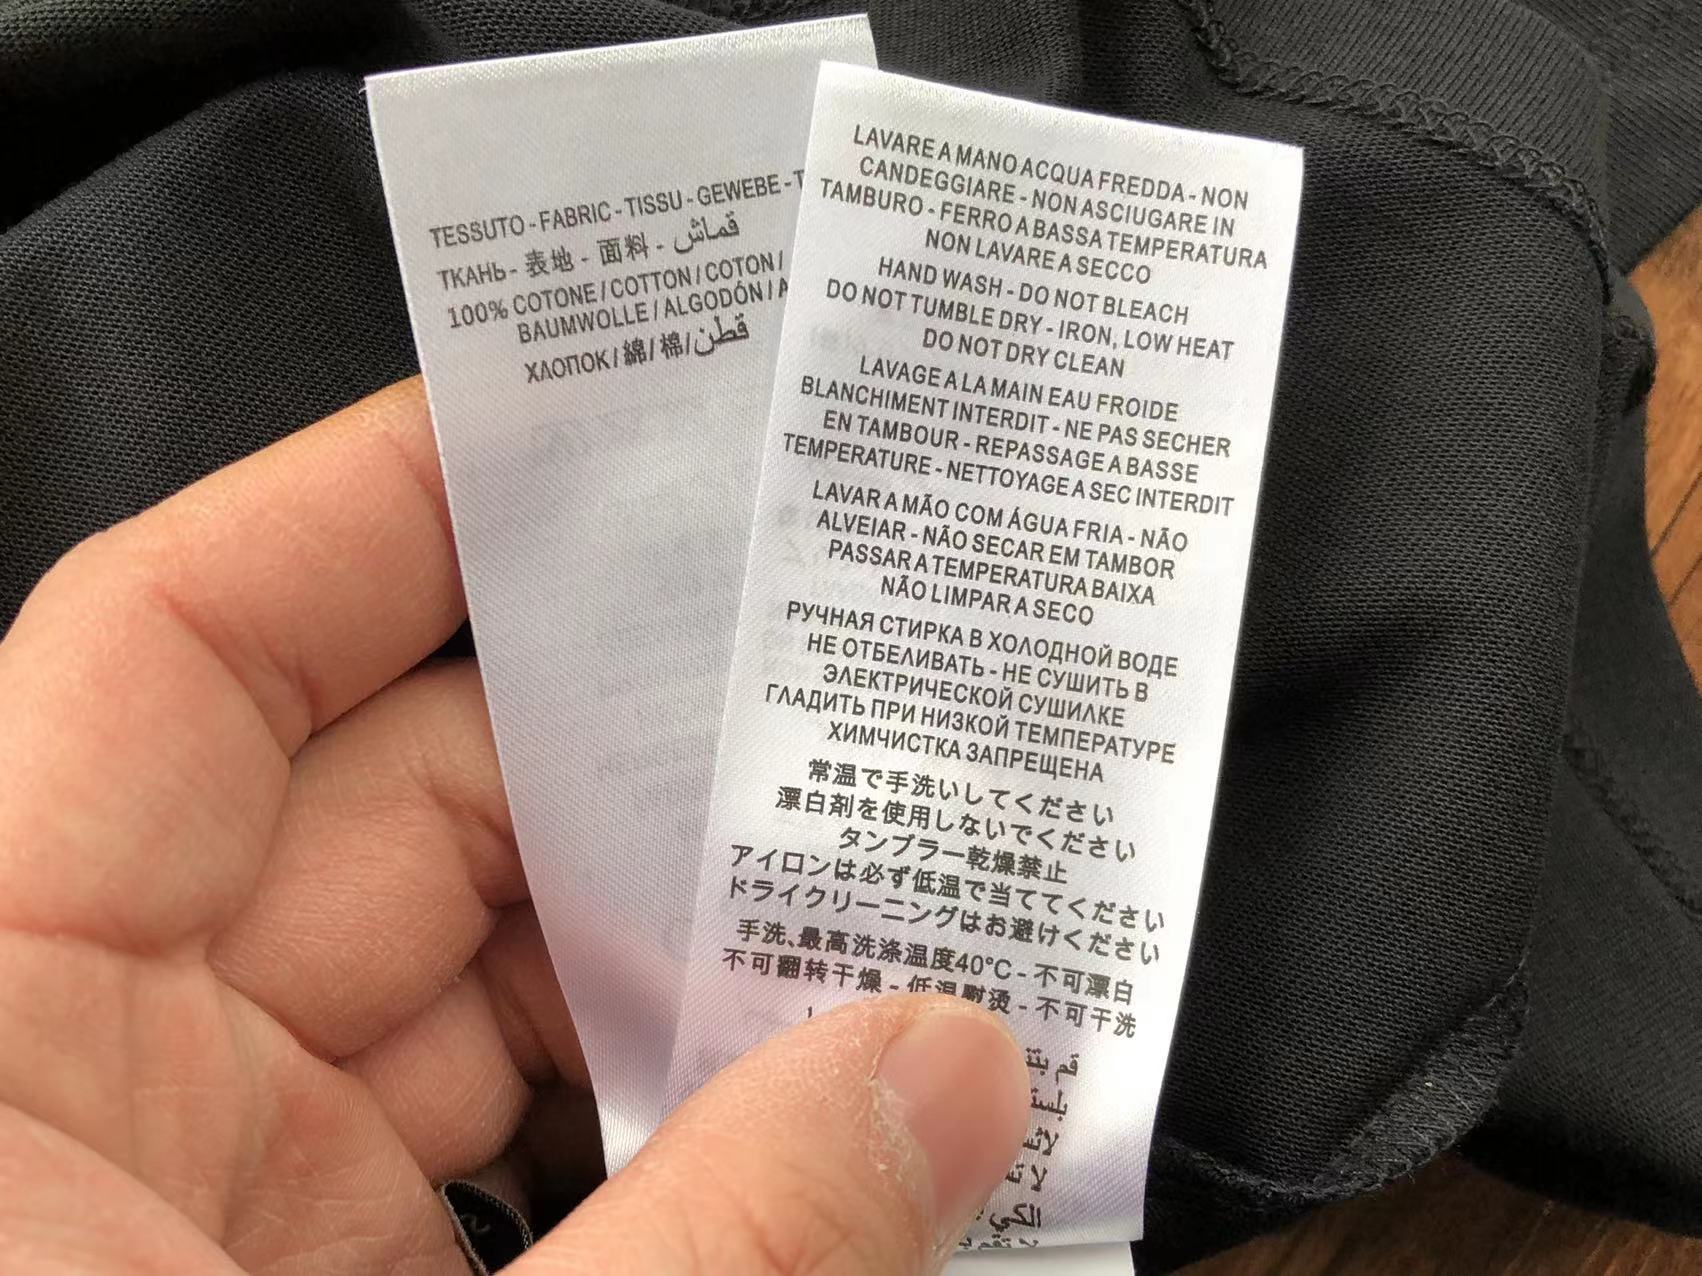 TESSUTO - FABRIC - TISSU - GEWEBE -
ТКАНЬ - 表地 - 面料 - قماش
100% COTONE / COTTON / COTON /
BAUMWOLLE / ALGODÓN /
ХЛОПОК / 綿 / 棉 / قطن
LAVARE A MANO ACQUA FREDDA - NON
CANDEGGIARE - NON ASCIUGARE IN
TAMBURO - FERRO A BASSA TEMPERATURA
NON LAVARE A SECCO
HAND WASH - DO NOT BLEACH
DO NOT TUMBLE DRY - IRON, LOW HEAT
DO NOT DRY CLEAN
LAVAGE A LA MAIN EAU FROIDE
BLANCHIMENT INTERDIT - NE PAS SECHER
EN TAMBOUR - REPASSAGE A BASSE
TEMPERATURE - NETTOYAGE A SEC INTERDIT
LAVAR A MÃO COM ÁGUA FRIA - NÃO
ALVEIAR - NÃO SECAR EM TAMBOR
PASSAR A TEMPERATURA BAIXA
NÃO LIMPAR A SECO
РУЧНАЯ СТИРКА В ХОЛОДНОЙ ВОДЕ
НЕ ОТБЕЛИВАТЬ - НЕ СУШИТЬ В
ЭЛЕКТРИЧЕСКОЙ СУШИЛКЕ
ГЛАДИТЬ ПРИ НИЗКОЙ ТЕМПЕРАТУРЕ
ХИМЧИСТКА ЗАПРЕЩЕНА
常温で手洗いしてください
漂白剤を使用しないでください
タンブラー乾燥禁止
アイロンは必ず低温で当ててください
ドライクリーニングはお避けください
手洗､最高洗涤温度40°C - 不可漂白
不可翻转干燥 - 低温熨烫 - 不可干洗